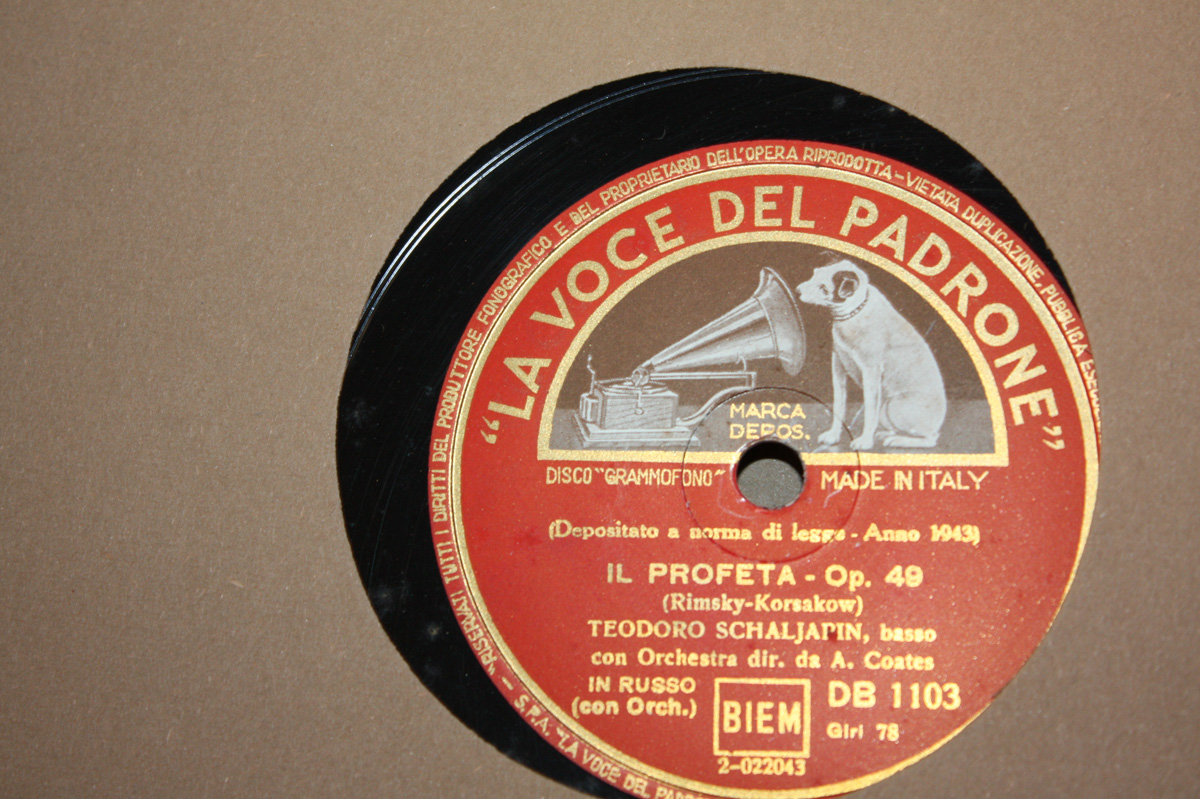 "RISERVATI TUTTI I DIRITTI DEL PRODUTTORE FONOGRAFICO E DEL PROPRIETARIO DELL'OPERA RIPRODOTTA - VIETATA DUPLICAZIONE, PUBBLICA
"LA VOCE DEL PADRONE"
MARCA
DEPOS.
DISCO "GRAMMOFONO" MADE IN ITALY
(Depositato a norma di legge - Anno 1943)
IL PROFETA - Op. 49
(Rimsky-Korsakow)
TEODORO SCHALJAPIN, basso
con Orchestra dir. da A. Coates
IN RUSSO
(con Orch.)
BIEM
DB 1103
Giri 78
2-022043
S.P.A. "LA VOCE DEL